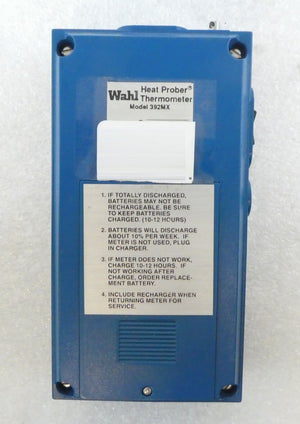 Wahl Heat Prober®
Thermometer
Model 392MX
1. IF TOTALLY DISCHARGED,
BATTERIES MAY NOT BE
RECHARGEABLE. BE SURE
TO KEEP BATTERIES
CHARGED. (10-12 HOURS)
2. BATTERIES WILL DISCHARGE
ABOUT 10% PER WEEK. IF
METER IS NOT USED, PLUG
IN CHARGER.
3. IF METER DOES NOT WORK,
CHARGE 10-12 HOURS. IF
NOT WORKING AFTER
CHARGE, ORDER REPLACE-
MENT BATTERY.
4. INCLUDE RECHARGER WHEN
RETURNING METER FOR
SERVICE.